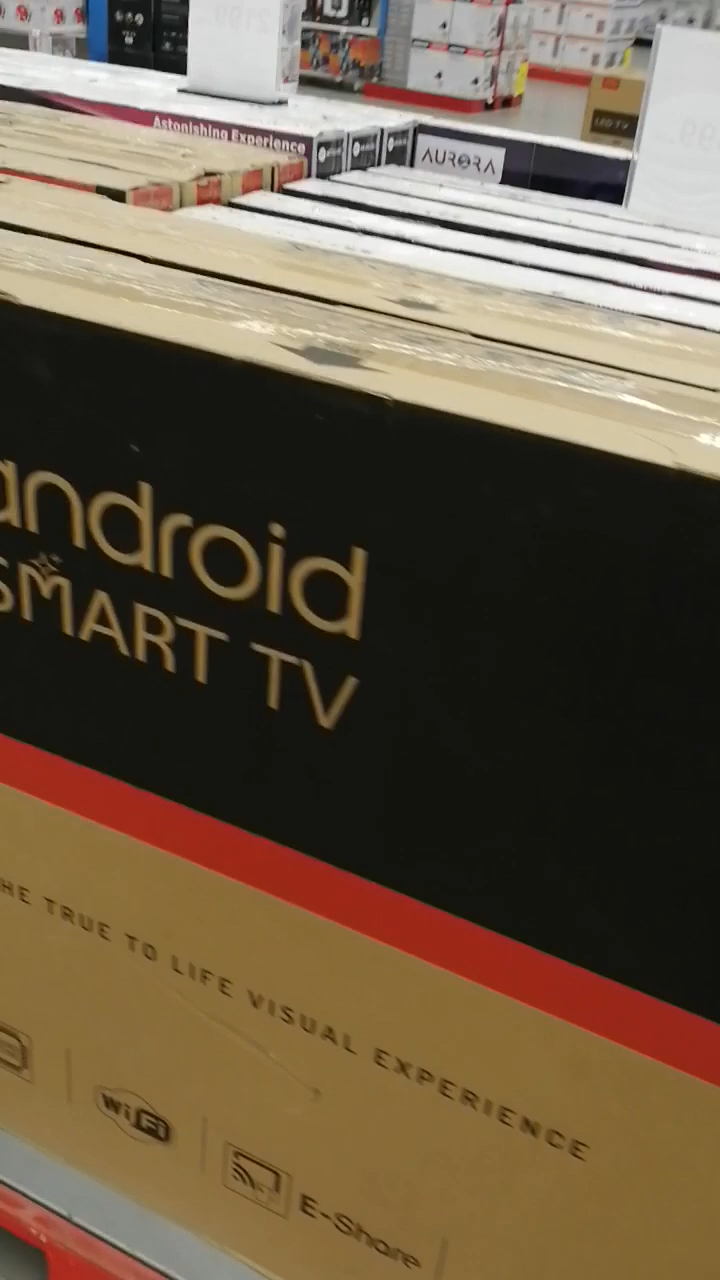 Astonishing Experience
AURORA
LED TV
android
SMART TV
HE TRUE TO LIFE VISUAL EXPERIENCE
WiFi
E-Share